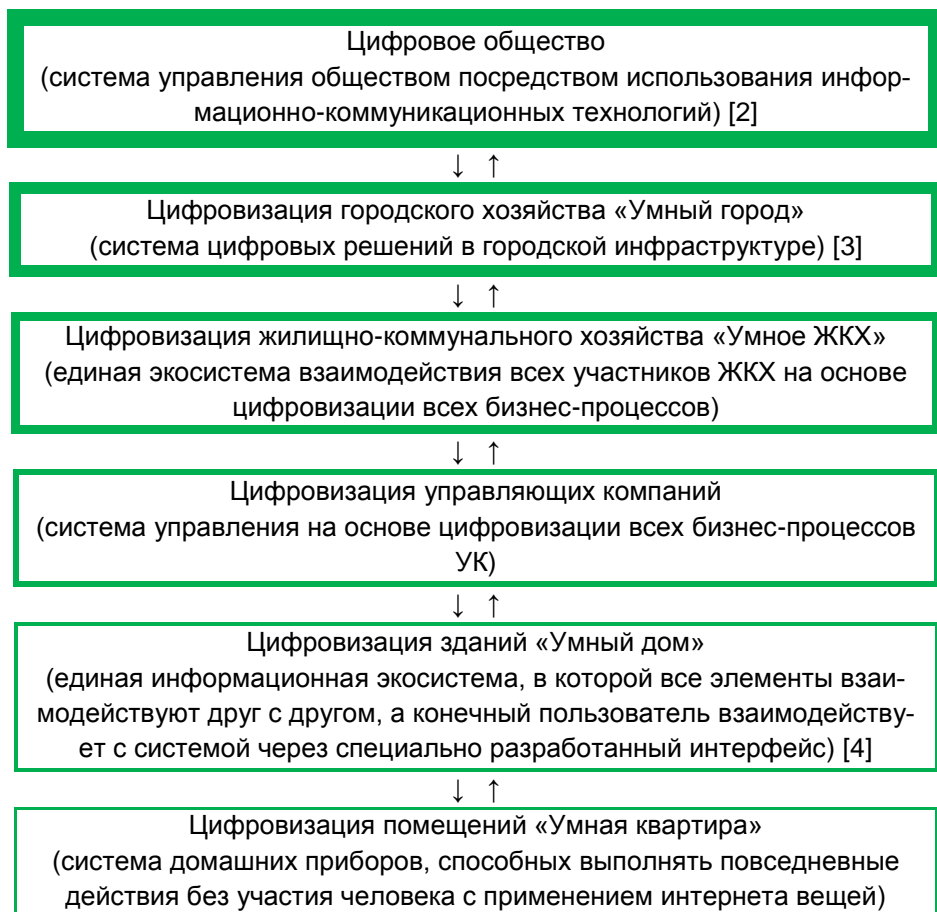 Цифровое общество
(система управления обществом посредством использования инфор-
мационно-коммуникационных технологий) [2]
↓ ↑
Цифровизация городского хозяйства «Умный город»
(система цифровых решений в городской инфраструктуре) [3]
↓ ↑
Цифровизация жилищно-коммунального хозяйства «Умное ЖКХ»
(единая экосистема взаимодействия всех участников ЖКХ на основе
цифровизации всех бизнес-процессов)
↓ ↑
Цифровизация управляющих компаний
(система управления на основе цифровизации всех бизнес-процессов
УК)
↓ ↑
Цифровизация зданий «Умный дом»
(единая информационная экосистема, в которой все элементы взаи-
модействуют друг с другом, а конечный пользователь взаимодейству-
ет с системой через специально разработанный интерфейс) [4]
↓ ↑
Цифровизация помещений «Умная квартира»
(система домашних приборов, способных выполнять повседневные
действия без участия человека с применением интернета вещей)